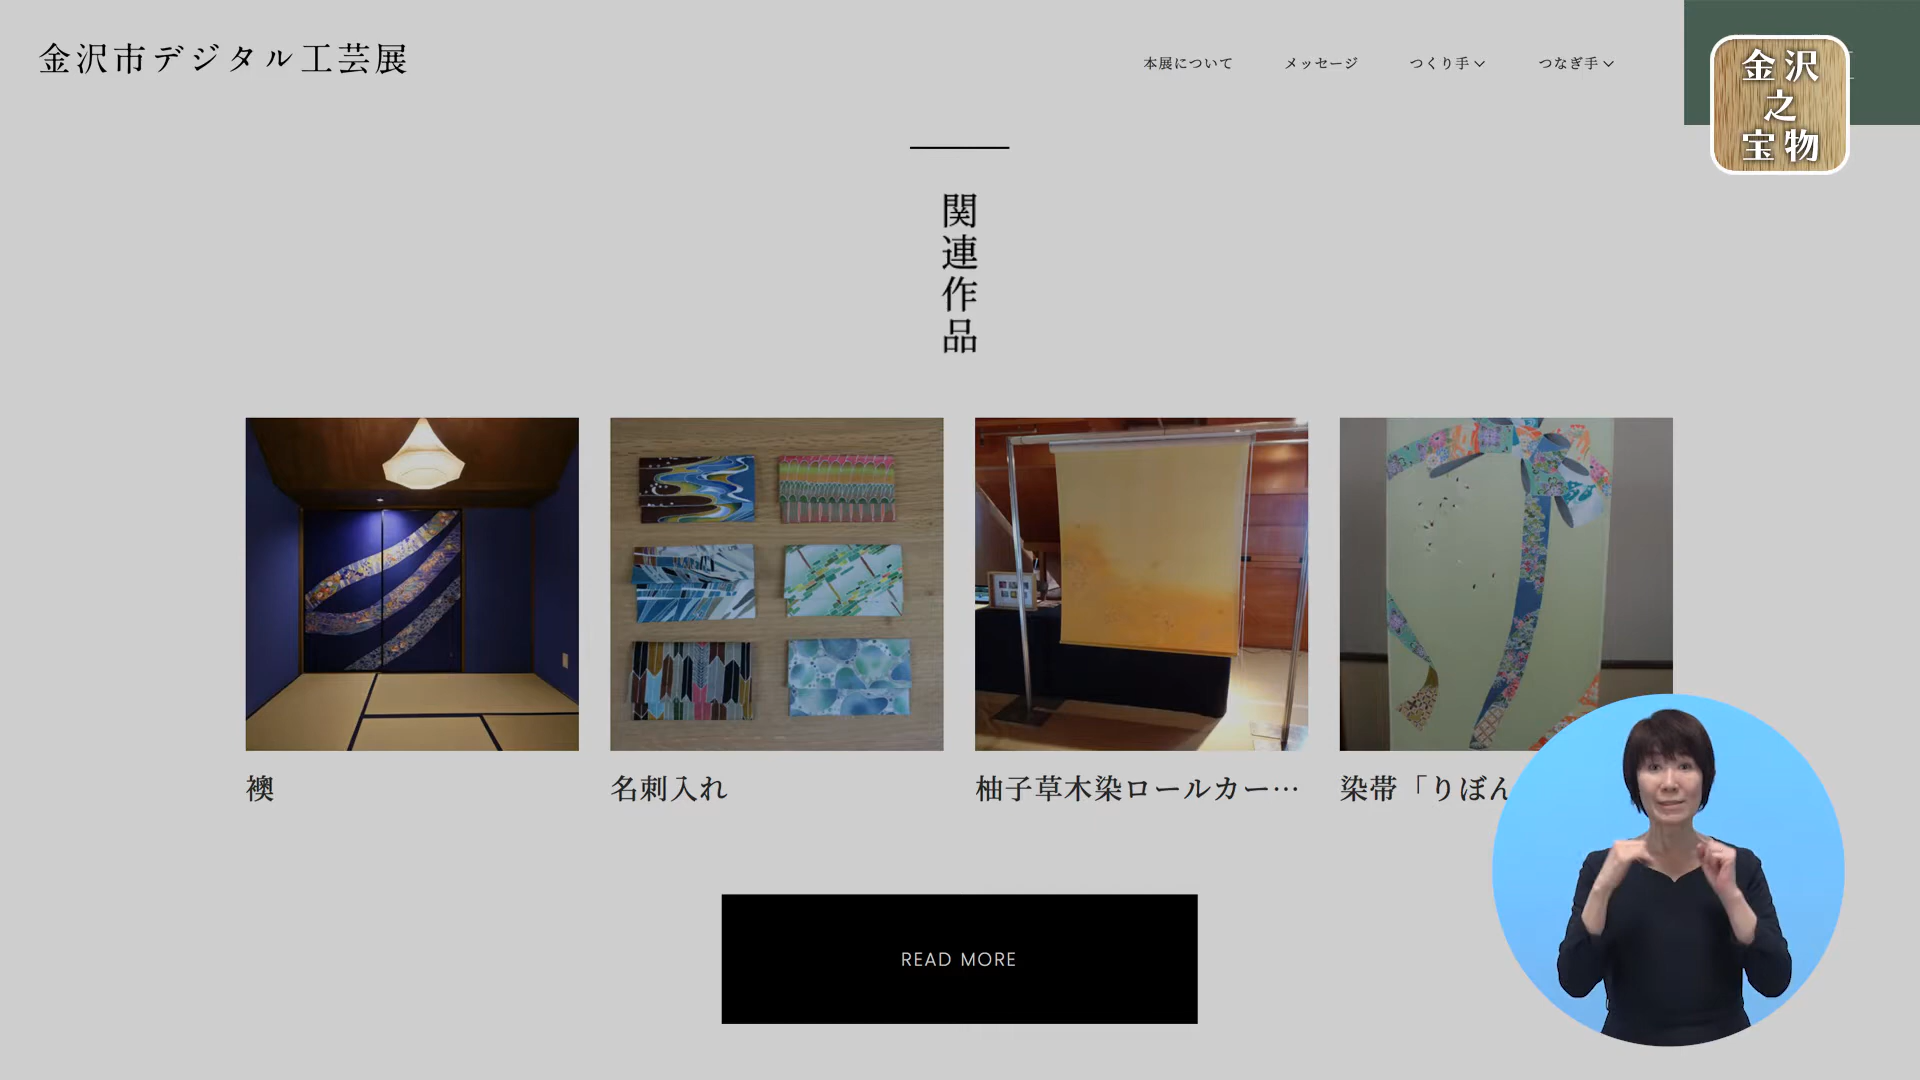 金沢市デジタル工芸展
本展について
メッセージ
つくり手
つなぎ手
金沢
之
宝物
関連作品
襖
名刺入れ
柚子草木染ロールカー…
染帯「りぼん
READ MORE